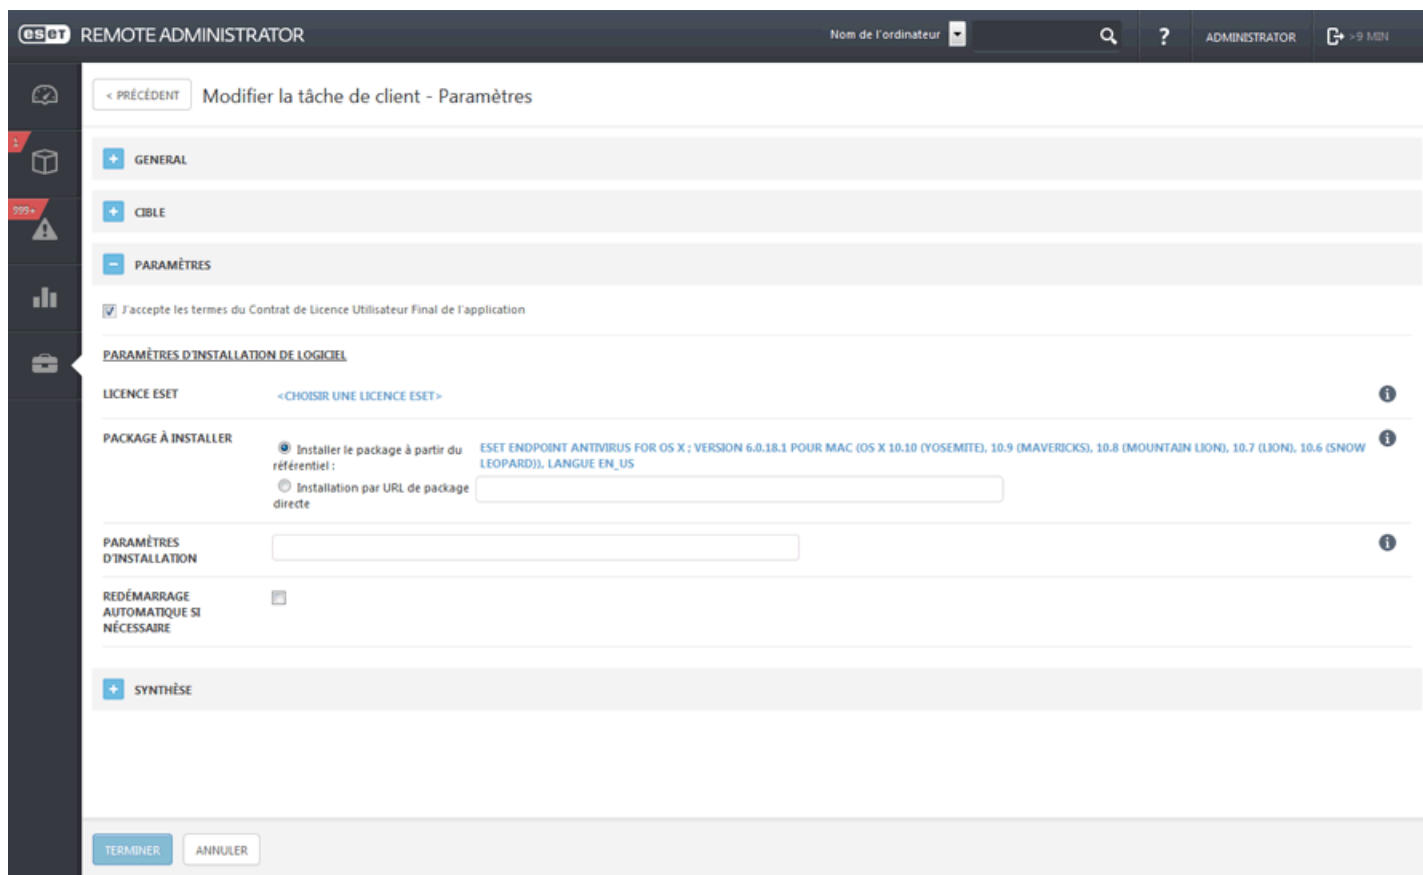 eset REMOTE ADMINISTRATOR
Nom de l'ordinateur
?
ADMINISTRATOR
>9 MIN
< PRÉCÉDENT
Modifier la tâche de client - Paramètres
1
999+
GENERAL
CIBLE
PARAMÈTRES
J'accepte les termes du Contrat de Licence Utilisateur Final de l'application
PARAMÈTRES D'INSTALLATION DE LOGICIEL
LICENCE ESET
<CHOISIR UNE LICENCE ESET>
PACKAGE À INSTALLER
Installer le package à partir du
référentiel :
ESET ENDPOINT ANTIVIRUS FOR OS X ; VERSION 6.0.18.1 POUR MAC (OS X 10.10 (YOSEMITE), 10.9 (MAVERICKS), 10.8 (MOUNTAIN LION), 10.7 (LION), 10.6 (SNOW
LEOPARD)), LANGUE EN_US
Installation par URL de package
directe
PARAMÈTRES
D'INSTALLATION
REDÉMARRAGE
AUTOMATIQUE SI
NÉCESSAIRE
SYNTHÈSE
TERMINER
ANNULER